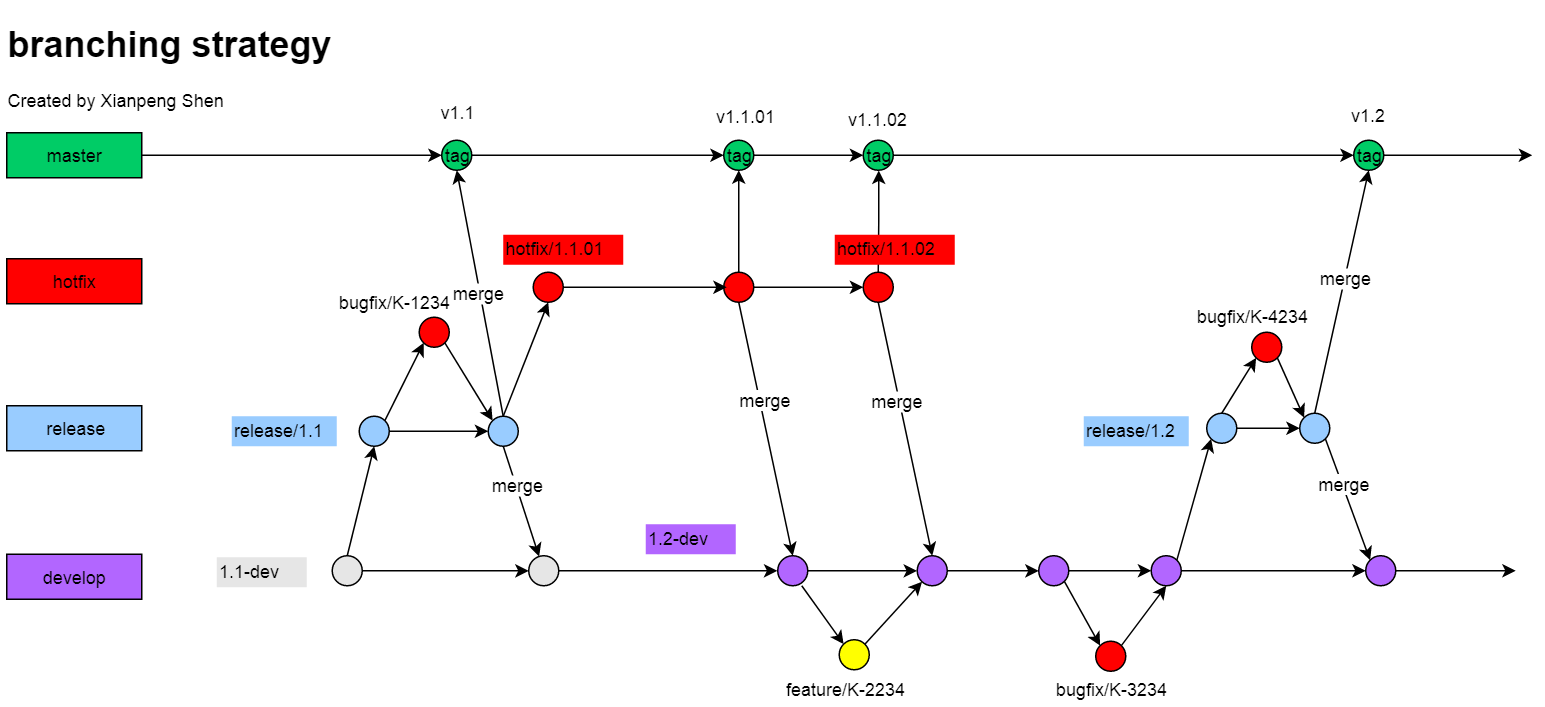 branching strategy
Created by Xianpeng Shen
v1.1
v1.1.01
v1.1.02
v1.2
master
tag
tag
tag
tag
hotfix/1.1.01
hotfix/1.1.02
hotfix
bugfix/K-1234
merge
merge
bugfix/K-4234
merge
merge
release
release/1.1
release/1.2
merge
merge
1.2-dev
develop
1.1-dev
feature/K-2234
bugfix/K-3234